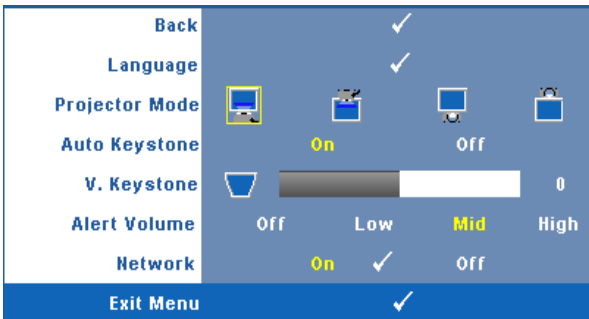 Back
Language
Projector Mode
Auto Keystone On Off
V. Keystone 0
Alert Volume Off Low Mid High
Network On Off
Exit Menu